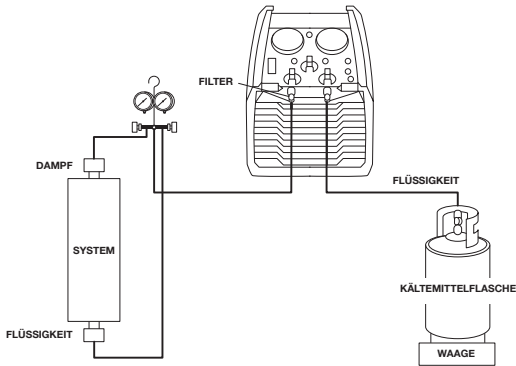 FILTER
DAMPF
FLÜSSIGKEIT
SYSTEM
KÄLTEMITTELFLASCHE
FLÜSSIGKEIT
WAAGE